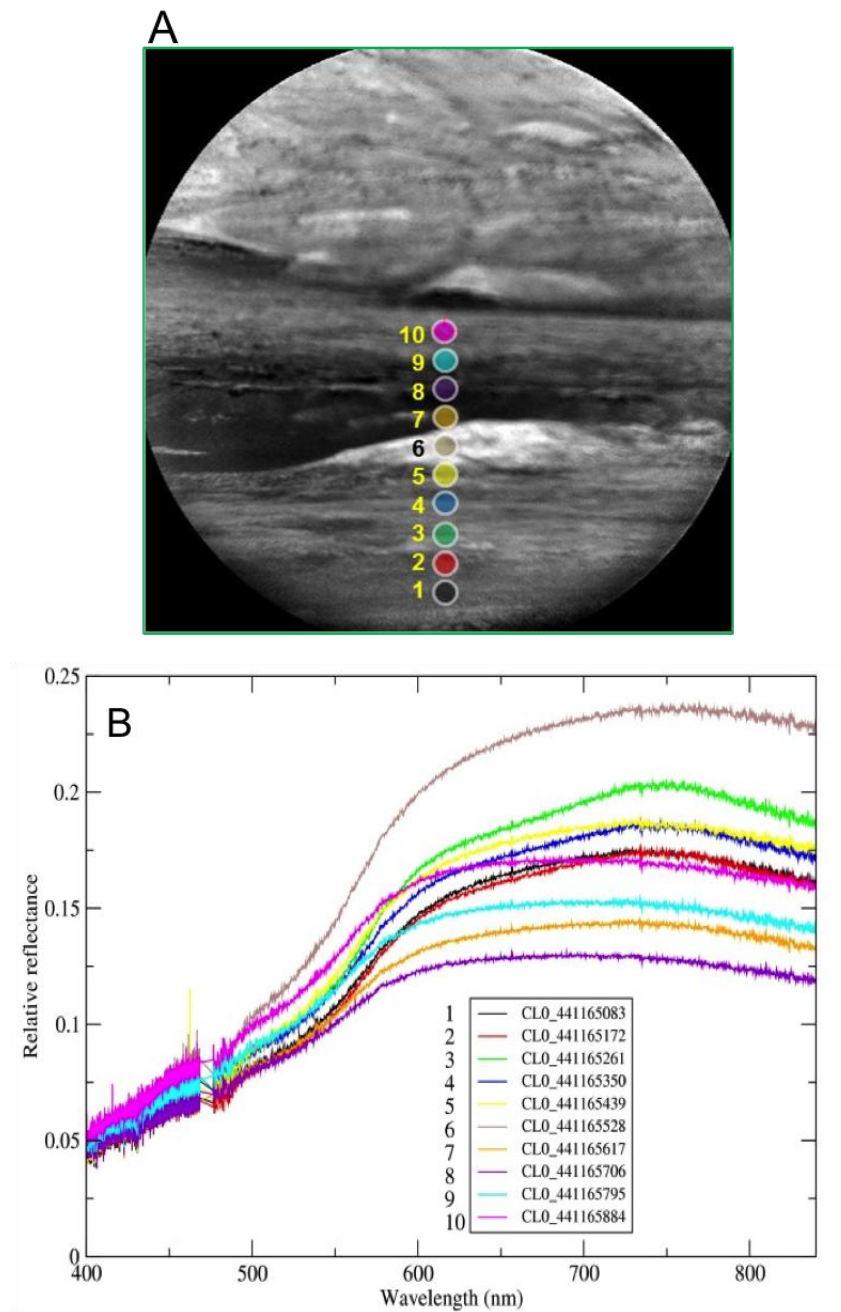 A
10
9
8
7
6
5
4
3
2
1
B
0.25
0.2
0.15
0.1
0.05
0
Relative reflectance
1 CL0_441165083
2 CL0_441165172
3 CL0_441165261
4 CL0_441165350
5 CL0_441165439
6 CL0_441165528
7 CL0_441165617
8 CL0_441165706
9 CL0_441165795
10 CL0_441165884
400 500 600 700 800
Wavelength (nm)